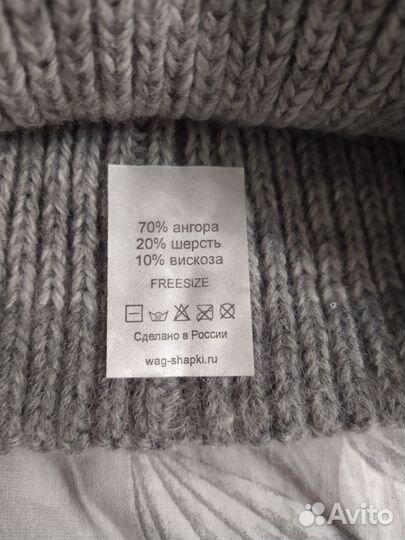 70% ангора
20% шерсть
10% вискоза
FREESIZE
Сделано в России
wag-shapki.ru
Avito